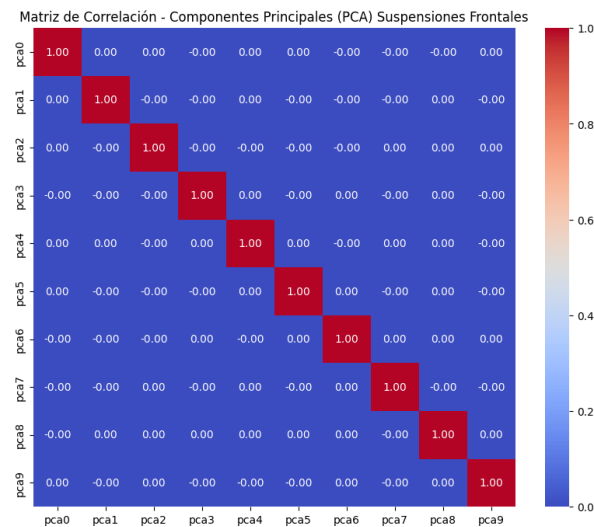 Matriz de Correlación - Componentes Principales (PCA) Suspensiones Frontales
pca0 1.00 0.00 0.00 -0.00 0.00 0.00 -0.00 -0.00 -0.00 0.00
pca1 0.00 1.00 -0.00 -0.00 0.00 -0.00 -0.00 -0.00 0.00 -0.00
pca2 0.00 -0.00 1.00 -0.00 -0.00 -0.00 -0.00 0.00 0.00 0.00
pca3 -0.00 -0.00 -0.00 1.00 0.00 0.00 -0.00 0.00 -0.00 -0.00
pca4 0.00 0.00 -0.00 0.00 1.00 0.00 -0.00 0.00 0.00 -0.00
pca5 0.00 -0.00 -0.00 0.00 0.00 1.00 0.00 -0.00 0.00 -0.00
pca6 -0.00 -0.00 -0.00 -0.00 -0.00 0.00 1.00 0.00 0.00 0.00
pca7 -0.00 -0.00 0.00 0.00 0.00 -0.00 0.00 1.00 -0.00 -0.00
pca8 -0.00 0.00 0.00 -0.00 0.00 0.00 0.00 -0.00 1.00 0.00
pca9 0.00 -0.00 0.00 -0.00 -0.00 -0.00 0.00 -0.00 0.00 1.00
pca0 pca1 pca2 pca3 pca4 pca5 pca6 pca7 pca8 pca9
1.0
0.8
0.6
0.4
0.2
0.0